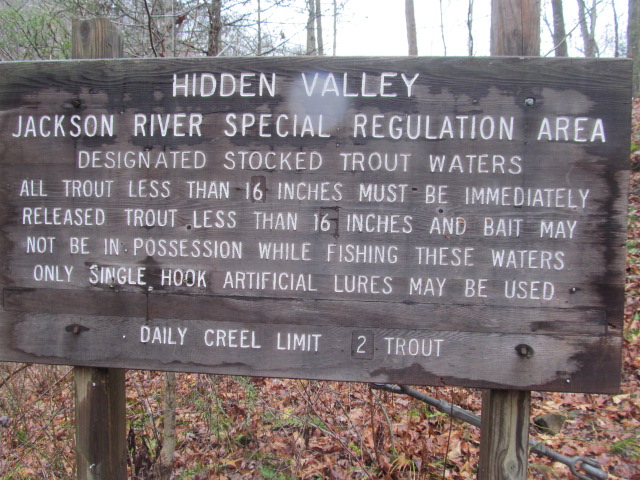 HIDDEN VALLEY
JACKSON RIVER SPECIAL REGULATION AREA
DESIGNATED STOCKED TROUT WATERS
ALL TROUT LESS THAN 16 INCHES MUST BE IMMEDIATELY
RELEASED TROUT LESS THAN 16 INCHES AND BAIT MAY
NOT BE IN POSSESSION WHILE FISHING THESE WATERS
ONLY SINGLE HOOK ARTIFICIAL LURES MAY BE USED
DAILY CREEL LIMIT 2 TROUT